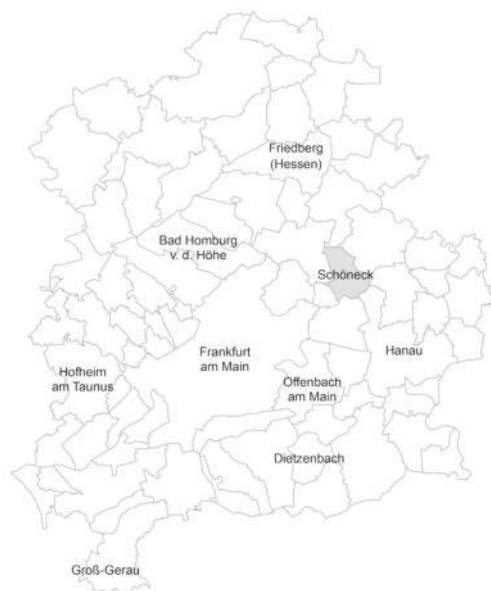 Friedberg
(Hessen)
Bad Homburg
v. d. Höhe
Schöneck
Frankfurt
am Main
Hanau
Hofheim
am Taunus
Offenbach
am Main
Dietzenbach
Groß-Gerau